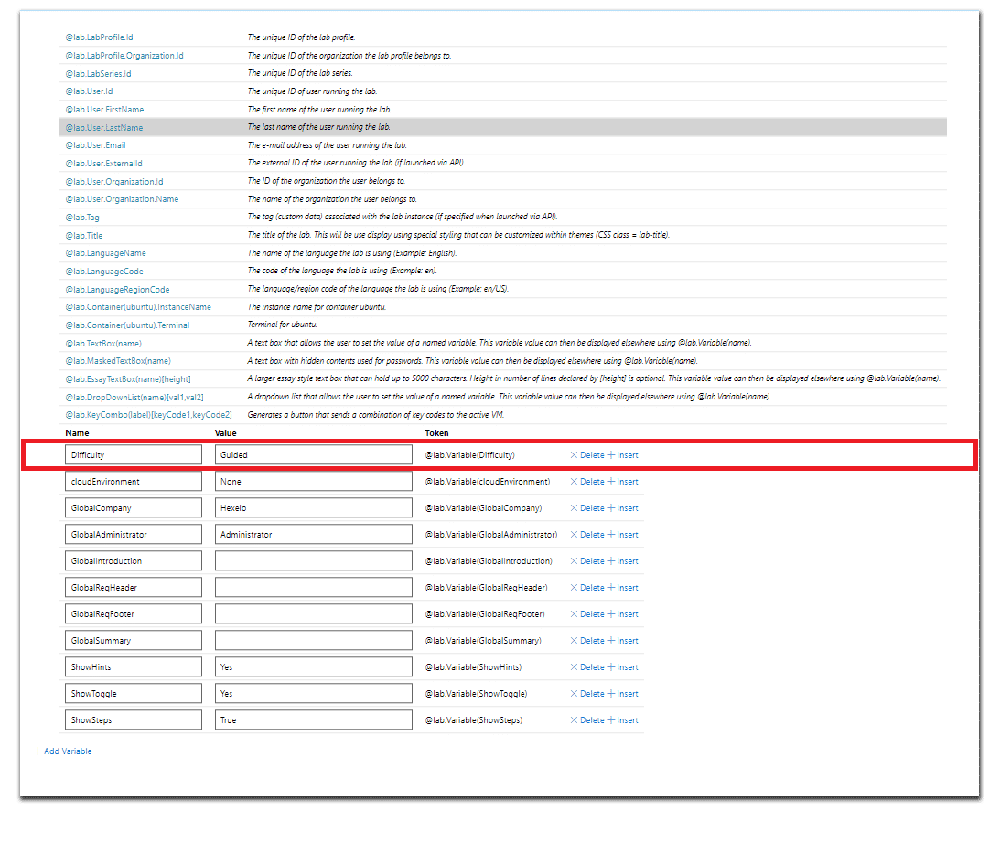 @lab.LabProfile.Id The unique ID of the lab profile.
@lab.LabProfile.Organization.Id The unique ID of the organization the lab profile belongs to.
@lab.LabSeries.Id The unique ID of the lab series.
@lab.User.Id The unique ID of user running the lab.
@lab.User.FirstName The first name of the user running the lab.
@lab.User.LastName The last name of the user running the lab.
@lab.User.Email The e-mail address of the user running the lab.
@lab.User.ExternalId The external ID of the user running the lab (if launched via API).
@lab.User.Organization.Id The ID of the organization the user belongs to.
@lab.User.Organization.Name The name of the organization the user belongs to.
@lab.Tag The tag (custom data) associated with the lab instance (if specified when launched via API).
@lab.Title The title of the lab. This will be use display using special styling that can be customized within themes (CSS class = lab-title).
@lab.LanguageName The name of the language the lab is using (Example: English).
@lab.LanguageCode The code of the language the lab is using (Example: en).
@lab.LanguageRegionCode The language/region code of the language the lab is using (Example: en/US).
@lab.Container(ubuntu).InstanceName The instance name for container ubuntu.
@lab.Container(ubuntu).Terminal Terminal for ubuntu.
@lab.TextBox(name) A text box that allows the user to set the value of a named variable. This variable value can then be displayed elsewhere using @lab.Variable(name).
@lab.MaskedTextBox(name) A text box with hidden contents used for passwords. This variable value can then be displayed elsewhere using @lab.Variable(name).
@lab.EssayTextBox(name)[height] A larger essay style text box that can hold up to 5000 characters. Height in number of lines declared by [height] is optional. This variable value can then be displayed elsewhere using @lab.Variable(name).
@lab.DropDownList(name)[val1,val2] A dropdown list that allows the user to set the value of a named variable. This variable value can then be displayed elsewhere using @lab.Variable(name).
@lab.KeyCombo(label)[keyCode1,keyCode2] Generates a button that sends a combination of key codes to the active VM.
Name Value Token
Difficulty Guided @lab.Variable(Difficulty) Delete Insert
cloudEnvironment None @lab.Variable(cloudEnvironment) Delete Insert
GlobalCompany Hexelo @lab.Variable(GlobalCompany) Delete Insert
GlobalAdministrator Administrator @lab.Variable(GlobalAdministrator) Delete Insert
GlobalIntroduction @lab.Variable(GlobalIntroduction) Delete Insert
GlobalReqHeader @lab.Variable(GlobalReqHeader) Delete Insert
GlobalReqFooter @lab.Variable(GlobalReqFooter) Delete Insert
GlobalSummary @lab.Variable(GlobalSummary) Delete Insert
ShowHints Yes @lab.Variable(ShowHints) Delete Insert
ShowToggle Yes @lab.Variable(ShowToggle) Delete Insert
ShowSteps True @lab.Variable(ShowSteps) Delete Insert
Add Variable